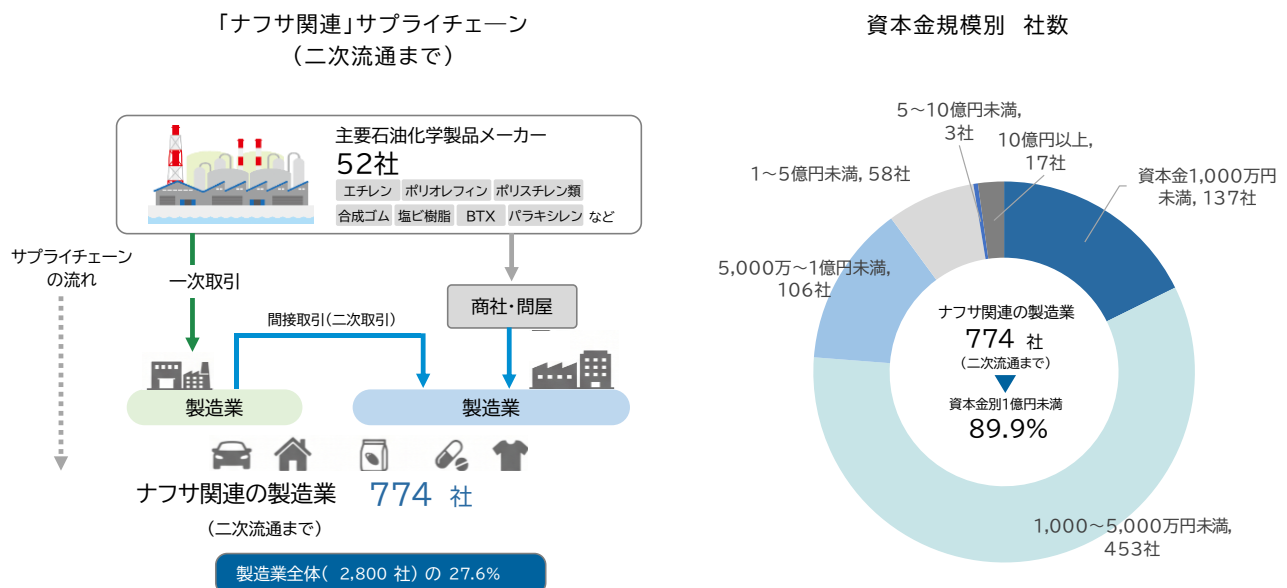 「ナフサ関連」サプライチェーン
(二次流通まで)
主要石油化学製品メーカー
52社
エチレン ポリオレフィン ポリスチレン類
合成ゴム 塩ビ樹脂 BTX パラキシレン など
サプライチェーン
の流れ
一次取引
商社・問屋
間接取引(二次取引)
製造業
製造業
ナフサ関連の製造業 774 社
(二次流通まで)
製造業全体( 2,800 社) の 27.6%
資本金規模別 社数
5~10億円未満,
3社
10億円以上,
17社
1~5億円未満, 58社
資本金1,000万円
未満, 137社
5,000万~1億円未満,
106社
ナフサ関連の製造業
774 社
(二次流通まで)
資本金別1億円未満
89.9%
1,000~5,000万円未満,
453社